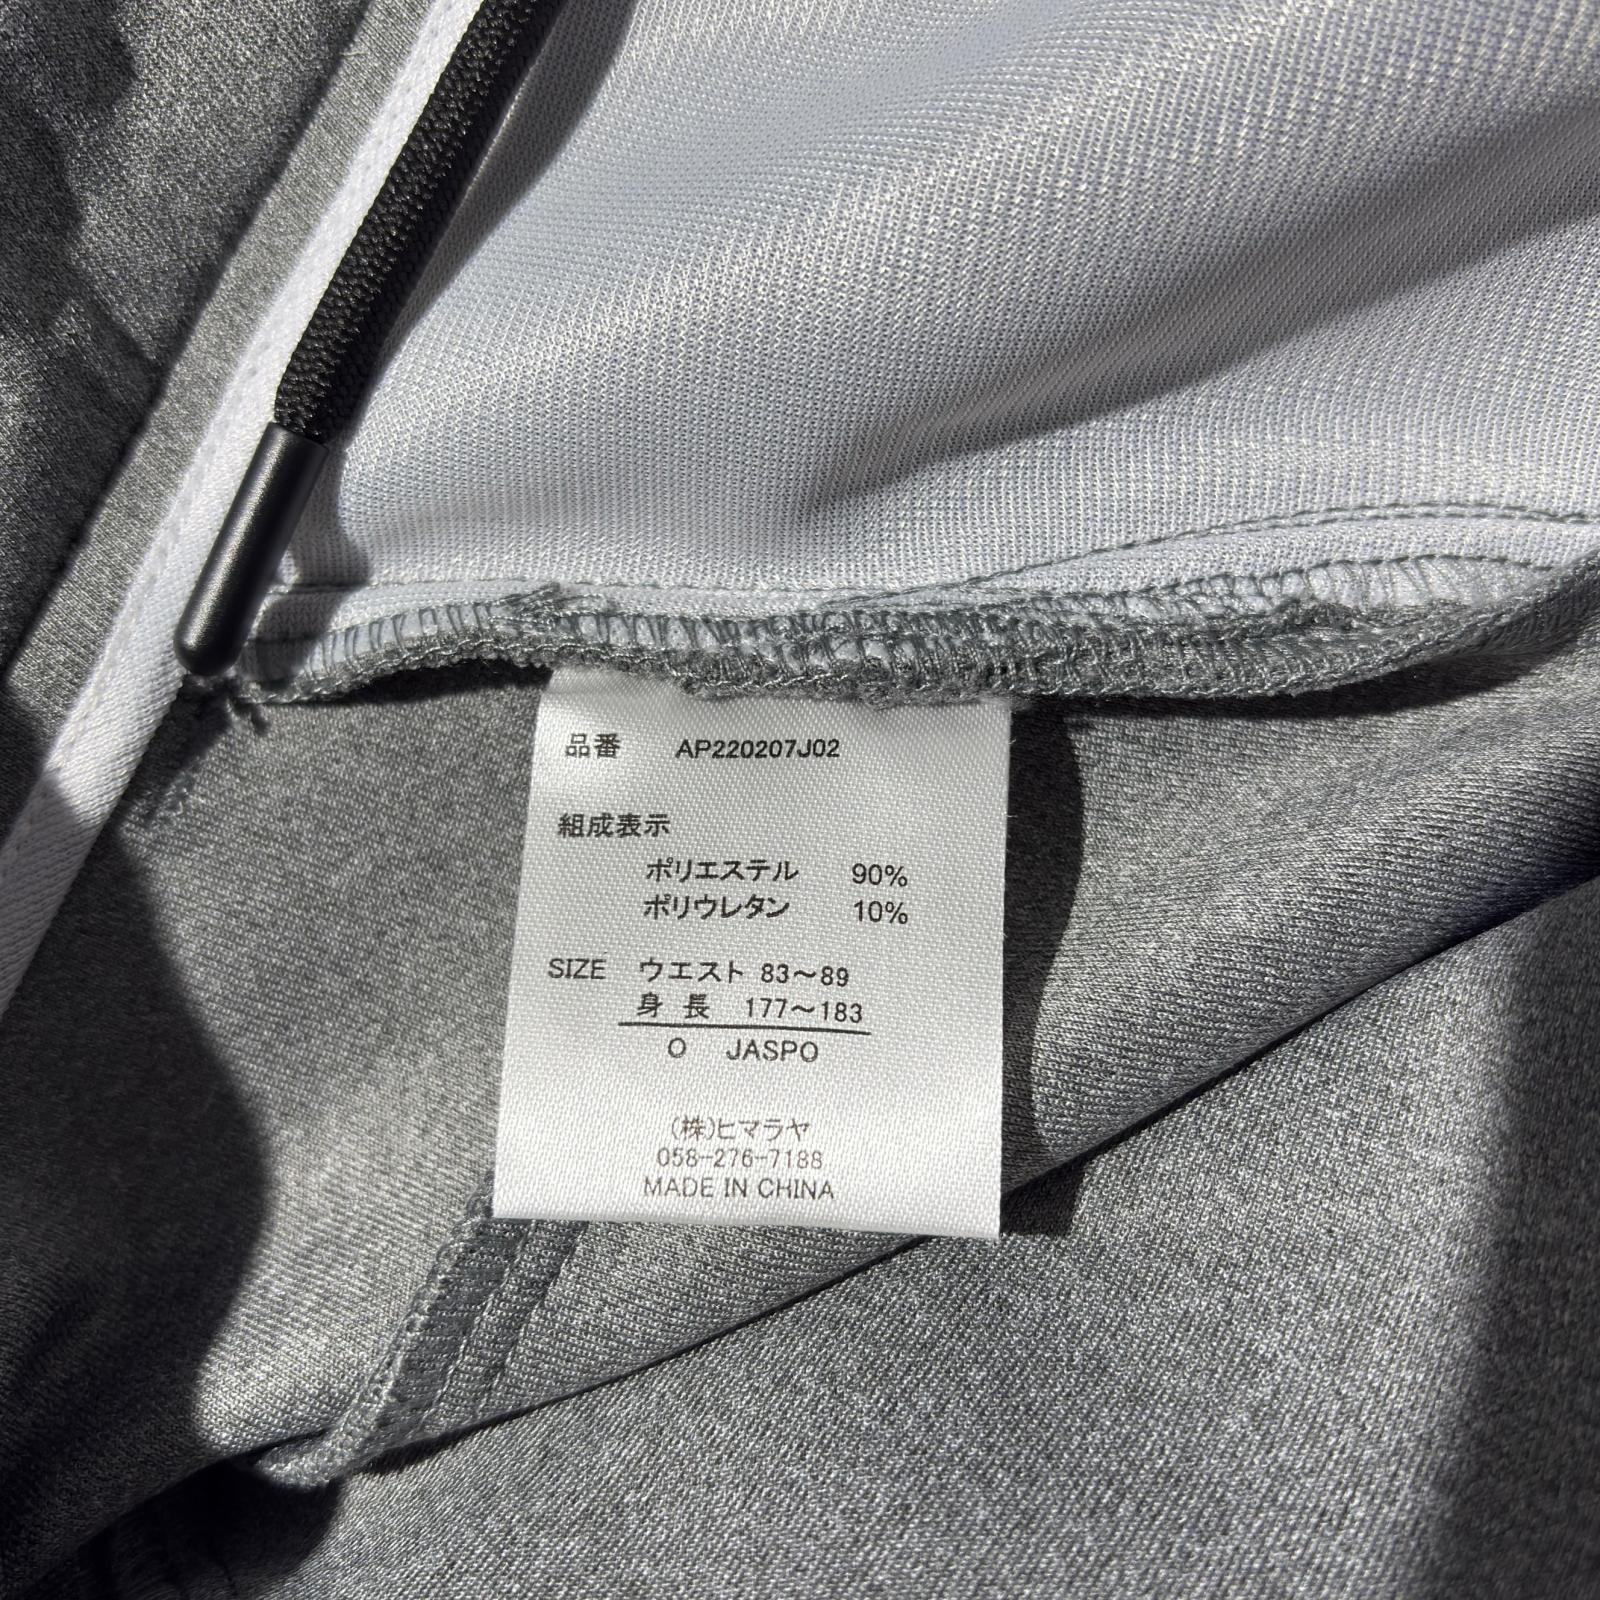 品番 AP220207J02
組成表示
ポリエステル 90%
ポリウレタン 10%
SIZE ウエスト 83～89
身長 177～183
O JASPO
(株)ヒマラヤ
058-276-7188
MADE IN CHINA